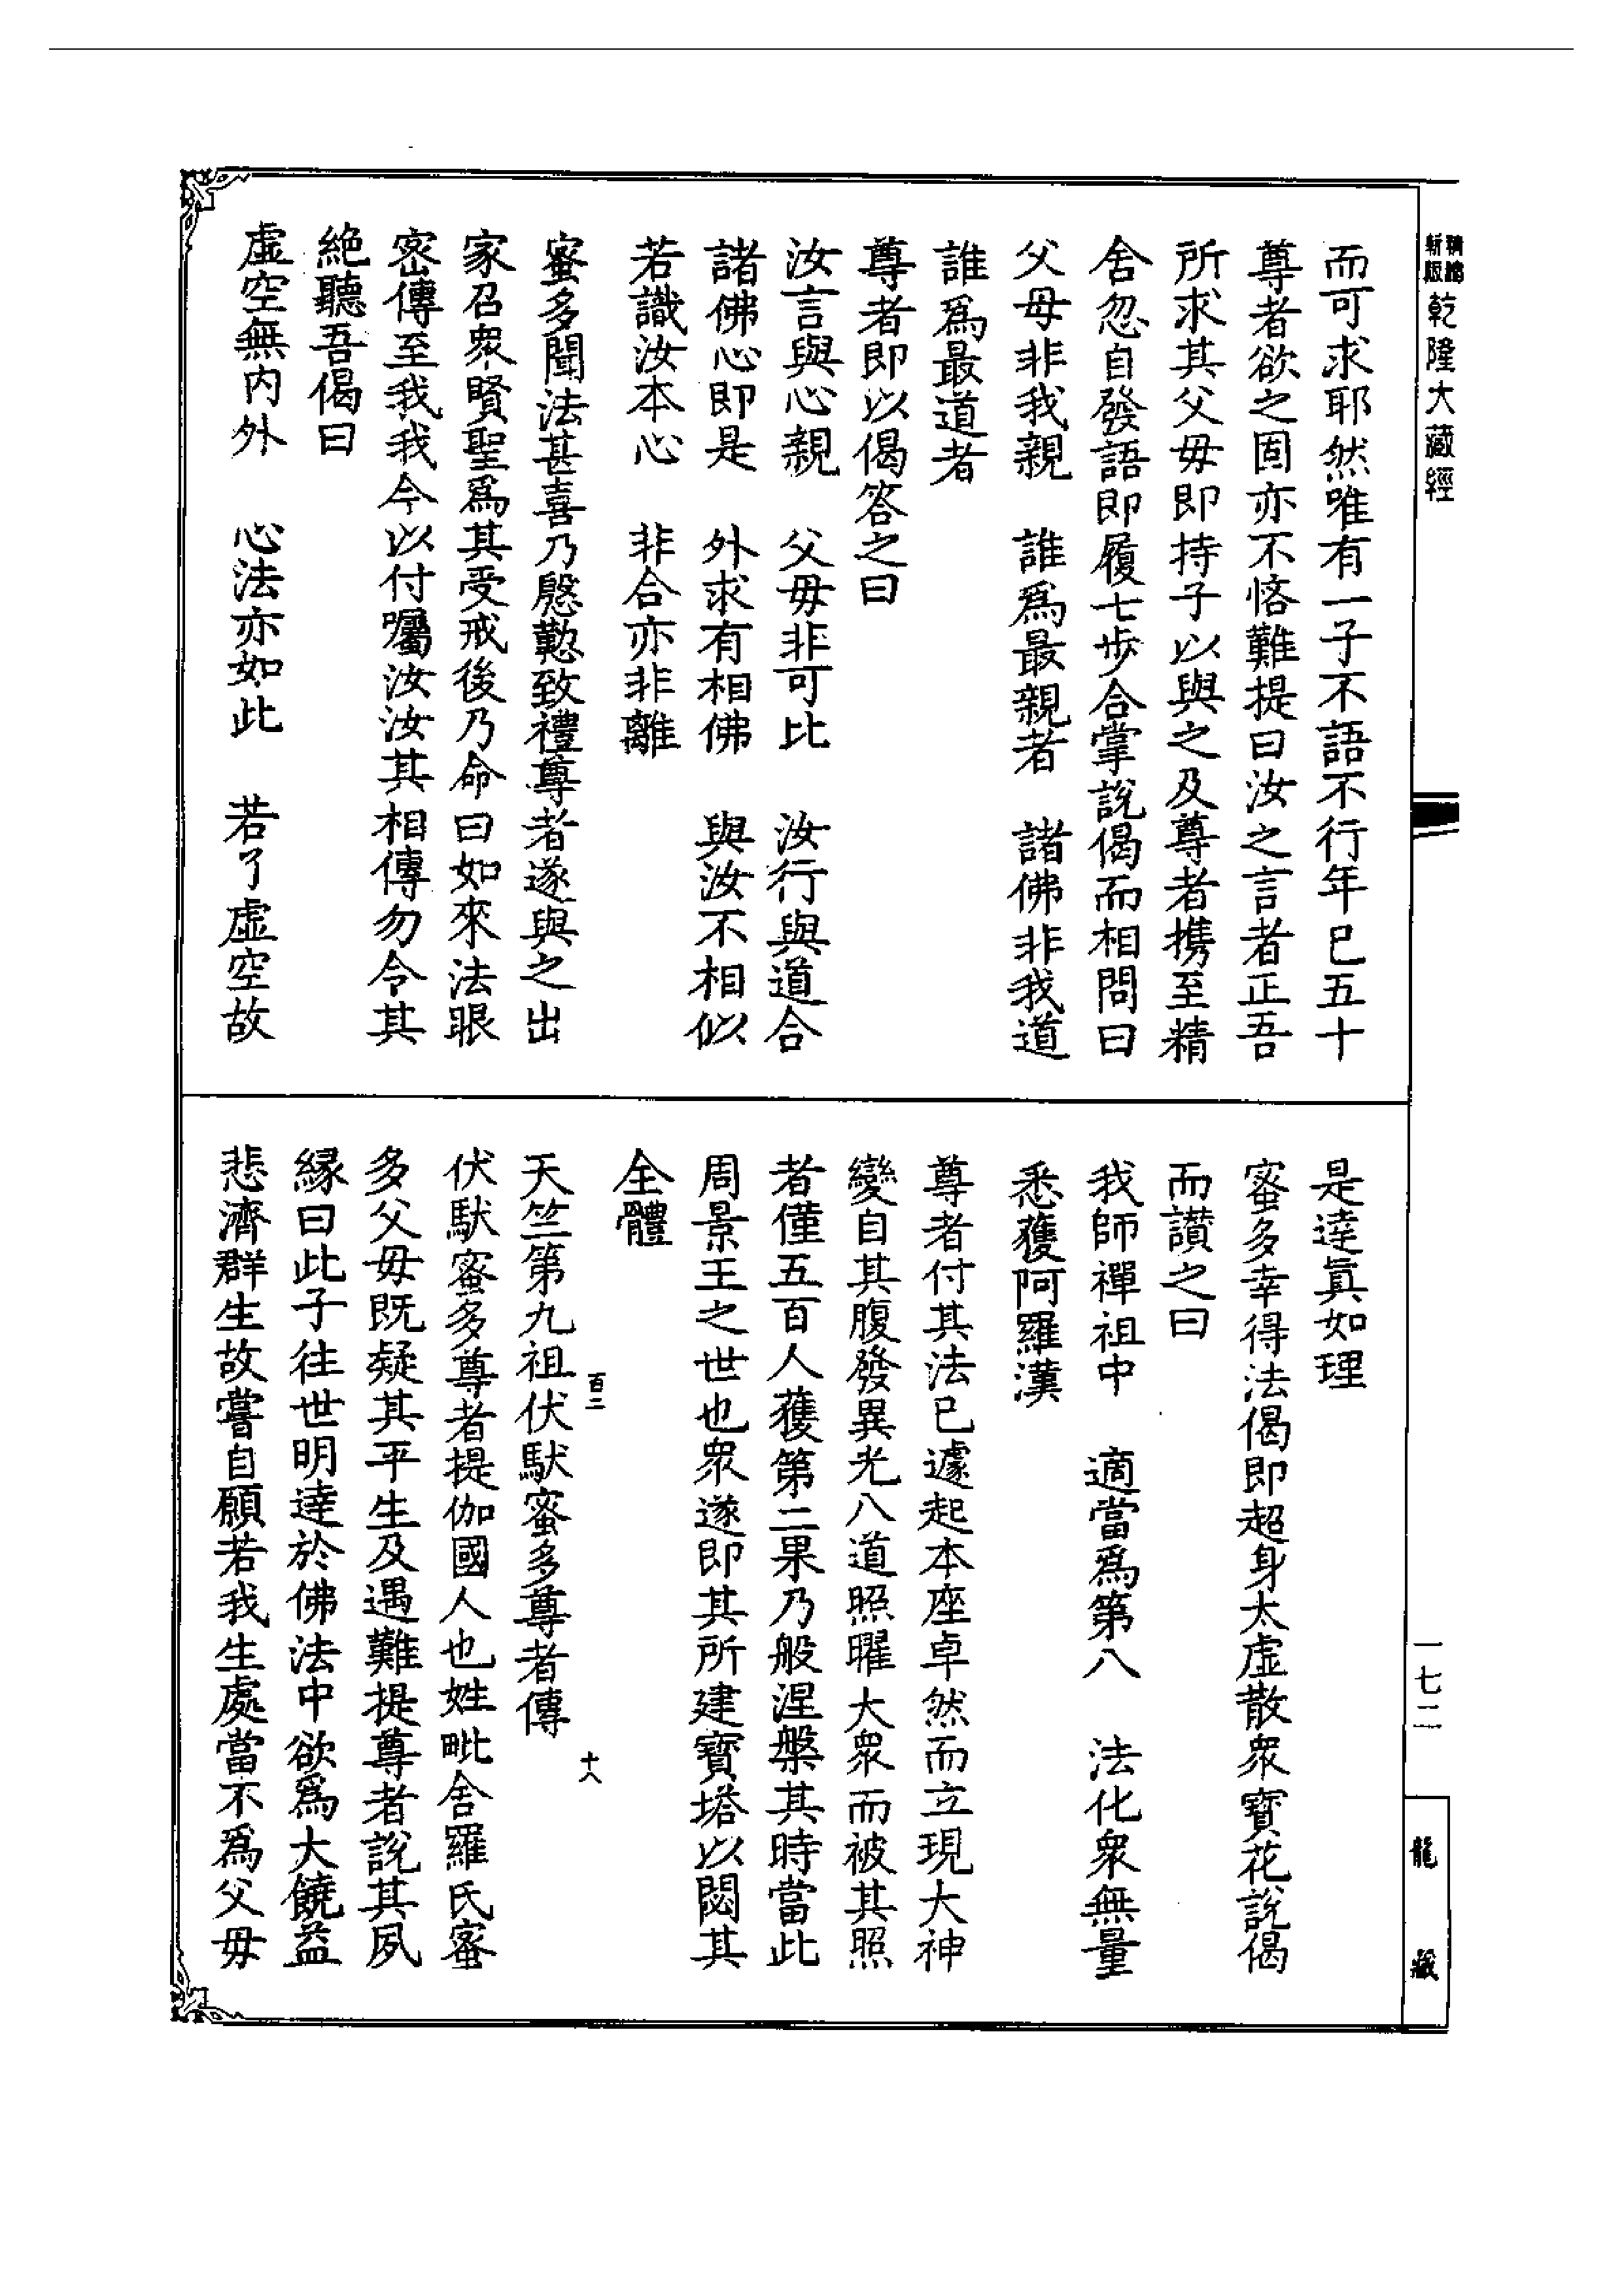 精縮
新版
乾隆大藏經
而可求耶然唯有一子不語不行年已五十
尊者欲之固亦不悋難提曰汝之言者正吾
所求其父毋即持子以與之及尊者携至精
舍忽自發語即履七步合掌說偈而相問曰
父母非我親　誰爲最親者　諸佛非我道
誰爲最道者
尊者即以偈答之曰
汝言與心親　父毋非可比　汝行與道合
諸佛心即是　外求有相佛　與汝不相似
若識汝本心　非合亦非離
蜜多聞法甚喜乃慇懃致禮尊者遂與之出
家召衆賢聖爲其受戒後乃命曰如來法眼
密傳至我我今以付囑汝汝其相傳勿令其
絶聽吾偈曰
虛空無内外　心法亦如此　若了虛空故
是達眞如理
蜜多幸得法偈即超身太虛散衆寶花說偈
而讃之曰
我師禪祖中　適當爲第八　法化衆無量
悉獲阿羅漢
尊者付其法已遽起本座卓然而立現大神
變自其腹發異光八道照曜大衆而被其照
者僅五百人獲第二果乃般涅槃其時當此
周景王之世也衆遂即其所建寶塔以閟其
全體
百二
十八
天竺第九祖伏馱蜜多尊者傳
伏馱蜜多尊者提伽國人也姓毗舍羅氏蜜
多父毋既疑其平生及遇難提尊者說其夙
緣曰此子往世明達於佛法中欲爲大饒益
悲濟群生故嘗自願若我生處當不爲父毋
一七二
龍藏